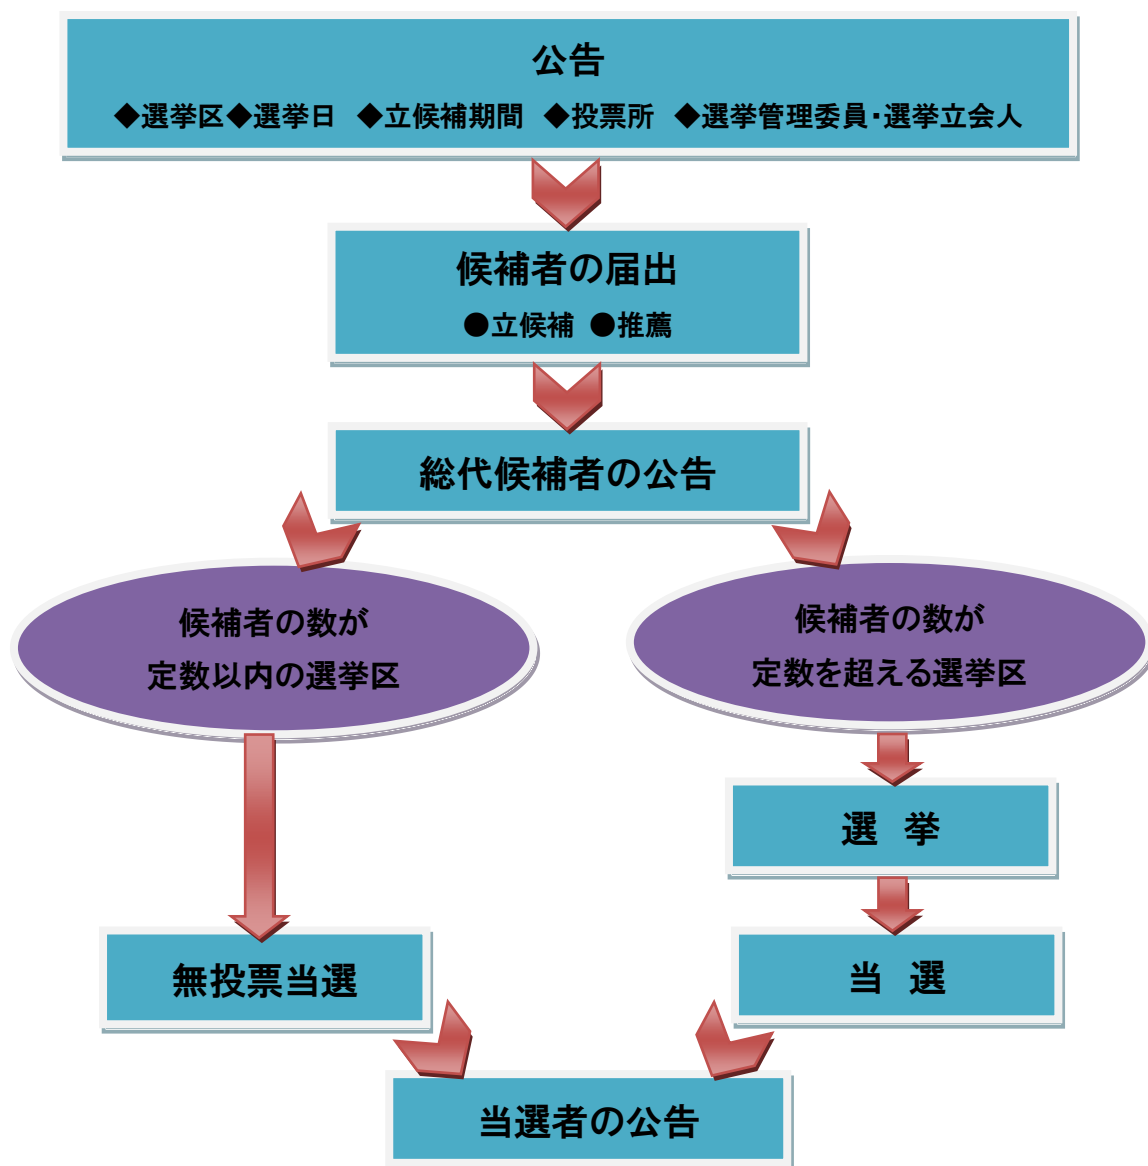 公告
◆選挙区◆選挙日 ◆立候補期間 ◆投票所 ◆選挙管理委員・選挙立会人
候補者の届出
●立候補 ●推薦
総代候補者の公告
候補者の数が
定数以内の選挙区
候補者の数が
定数を超える選挙区
選 挙
無投票当選
当 選
当選者の公告